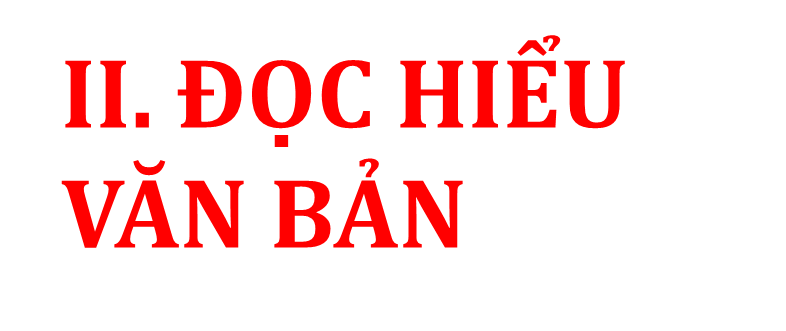 II. ĐỌC HIỂU
VĂN BẢN